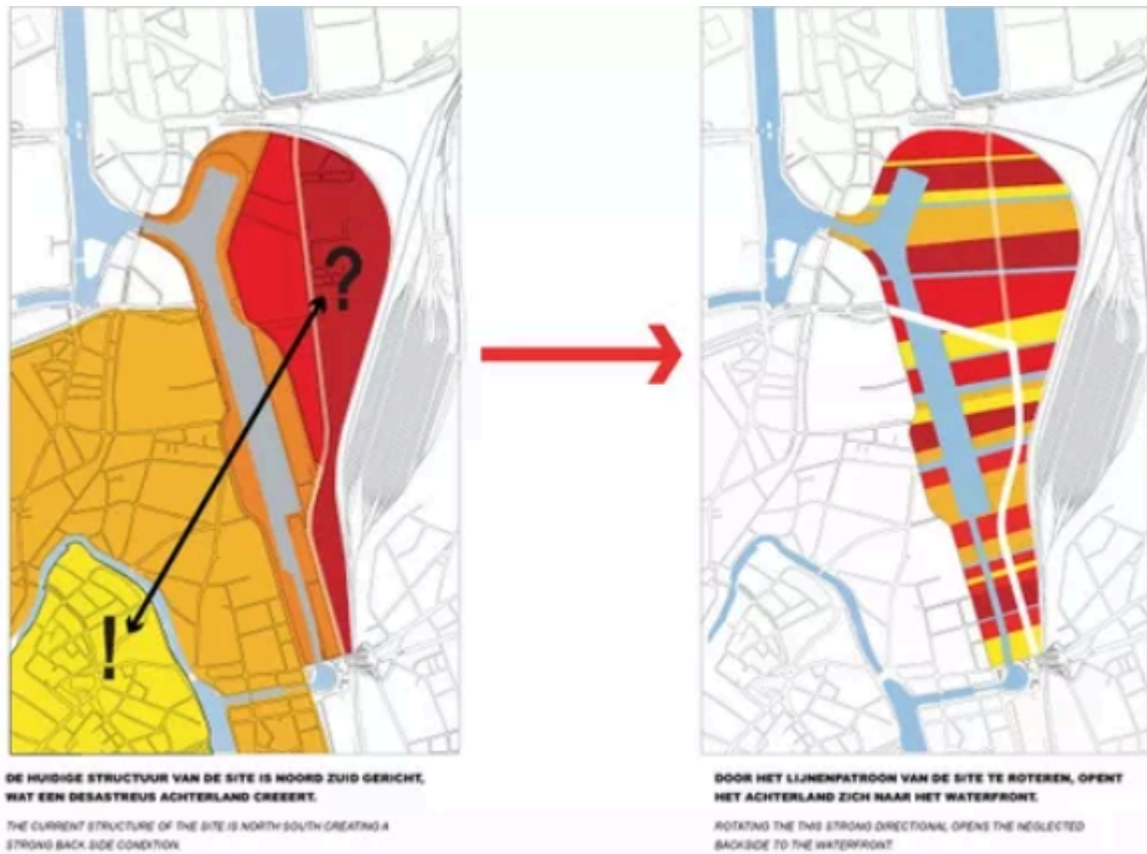 ?
!
DE HUIDIGE STRUCTUUR VAN DE SITE IS NOORD ZUID GERICHT,
WAT EEN DESASTREUS ACHTERLAND CREEERT.
THE CURRENT STRUCTURE OF THE SITE IS NORTH SOUTH CREATING A
STRONG BACK SIDE CONDITION.
DOOR HET LIJNENPATROON VAN DE SITE TE ROTEREN, OPENT
HET ACHTERLAND ZICH NAAR HET WATERFRONT.
ROTATING THE THIS STRONG DIRECTIONAL OPENS THE NEGLECTED
BACKSIDE TO THE WATERFRONT.